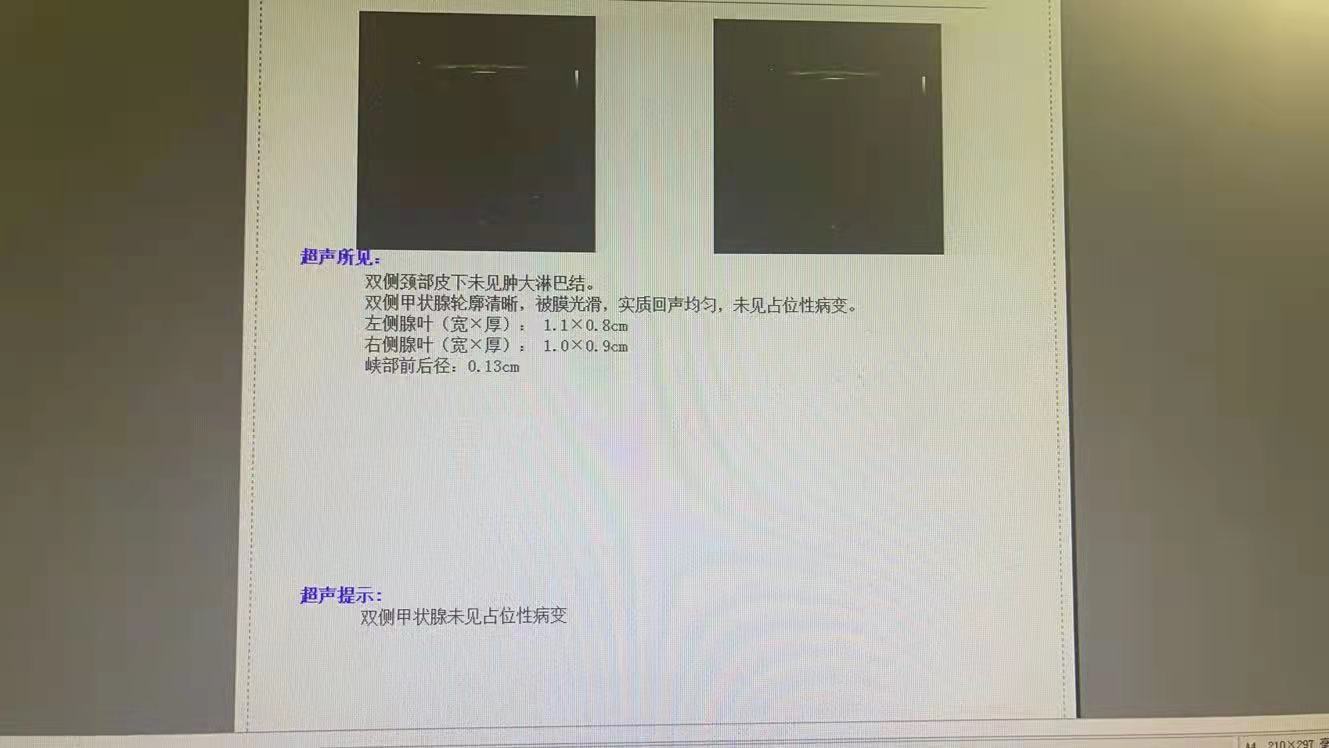 超声所见：
双侧颈部皮下未见肿大淋巴结。
双侧甲状腺轮廓清晰，被膜光滑，实质回声均匀，未见占位性病变。
左侧腺叶（宽×厚）： 1.1×0.8cm
右侧腺叶（宽×厚）： 1.0×0.9cm
峡部前后径：0.13cm
超声提示：
双侧甲状腺未见占位性病变
A4 210×297 毫